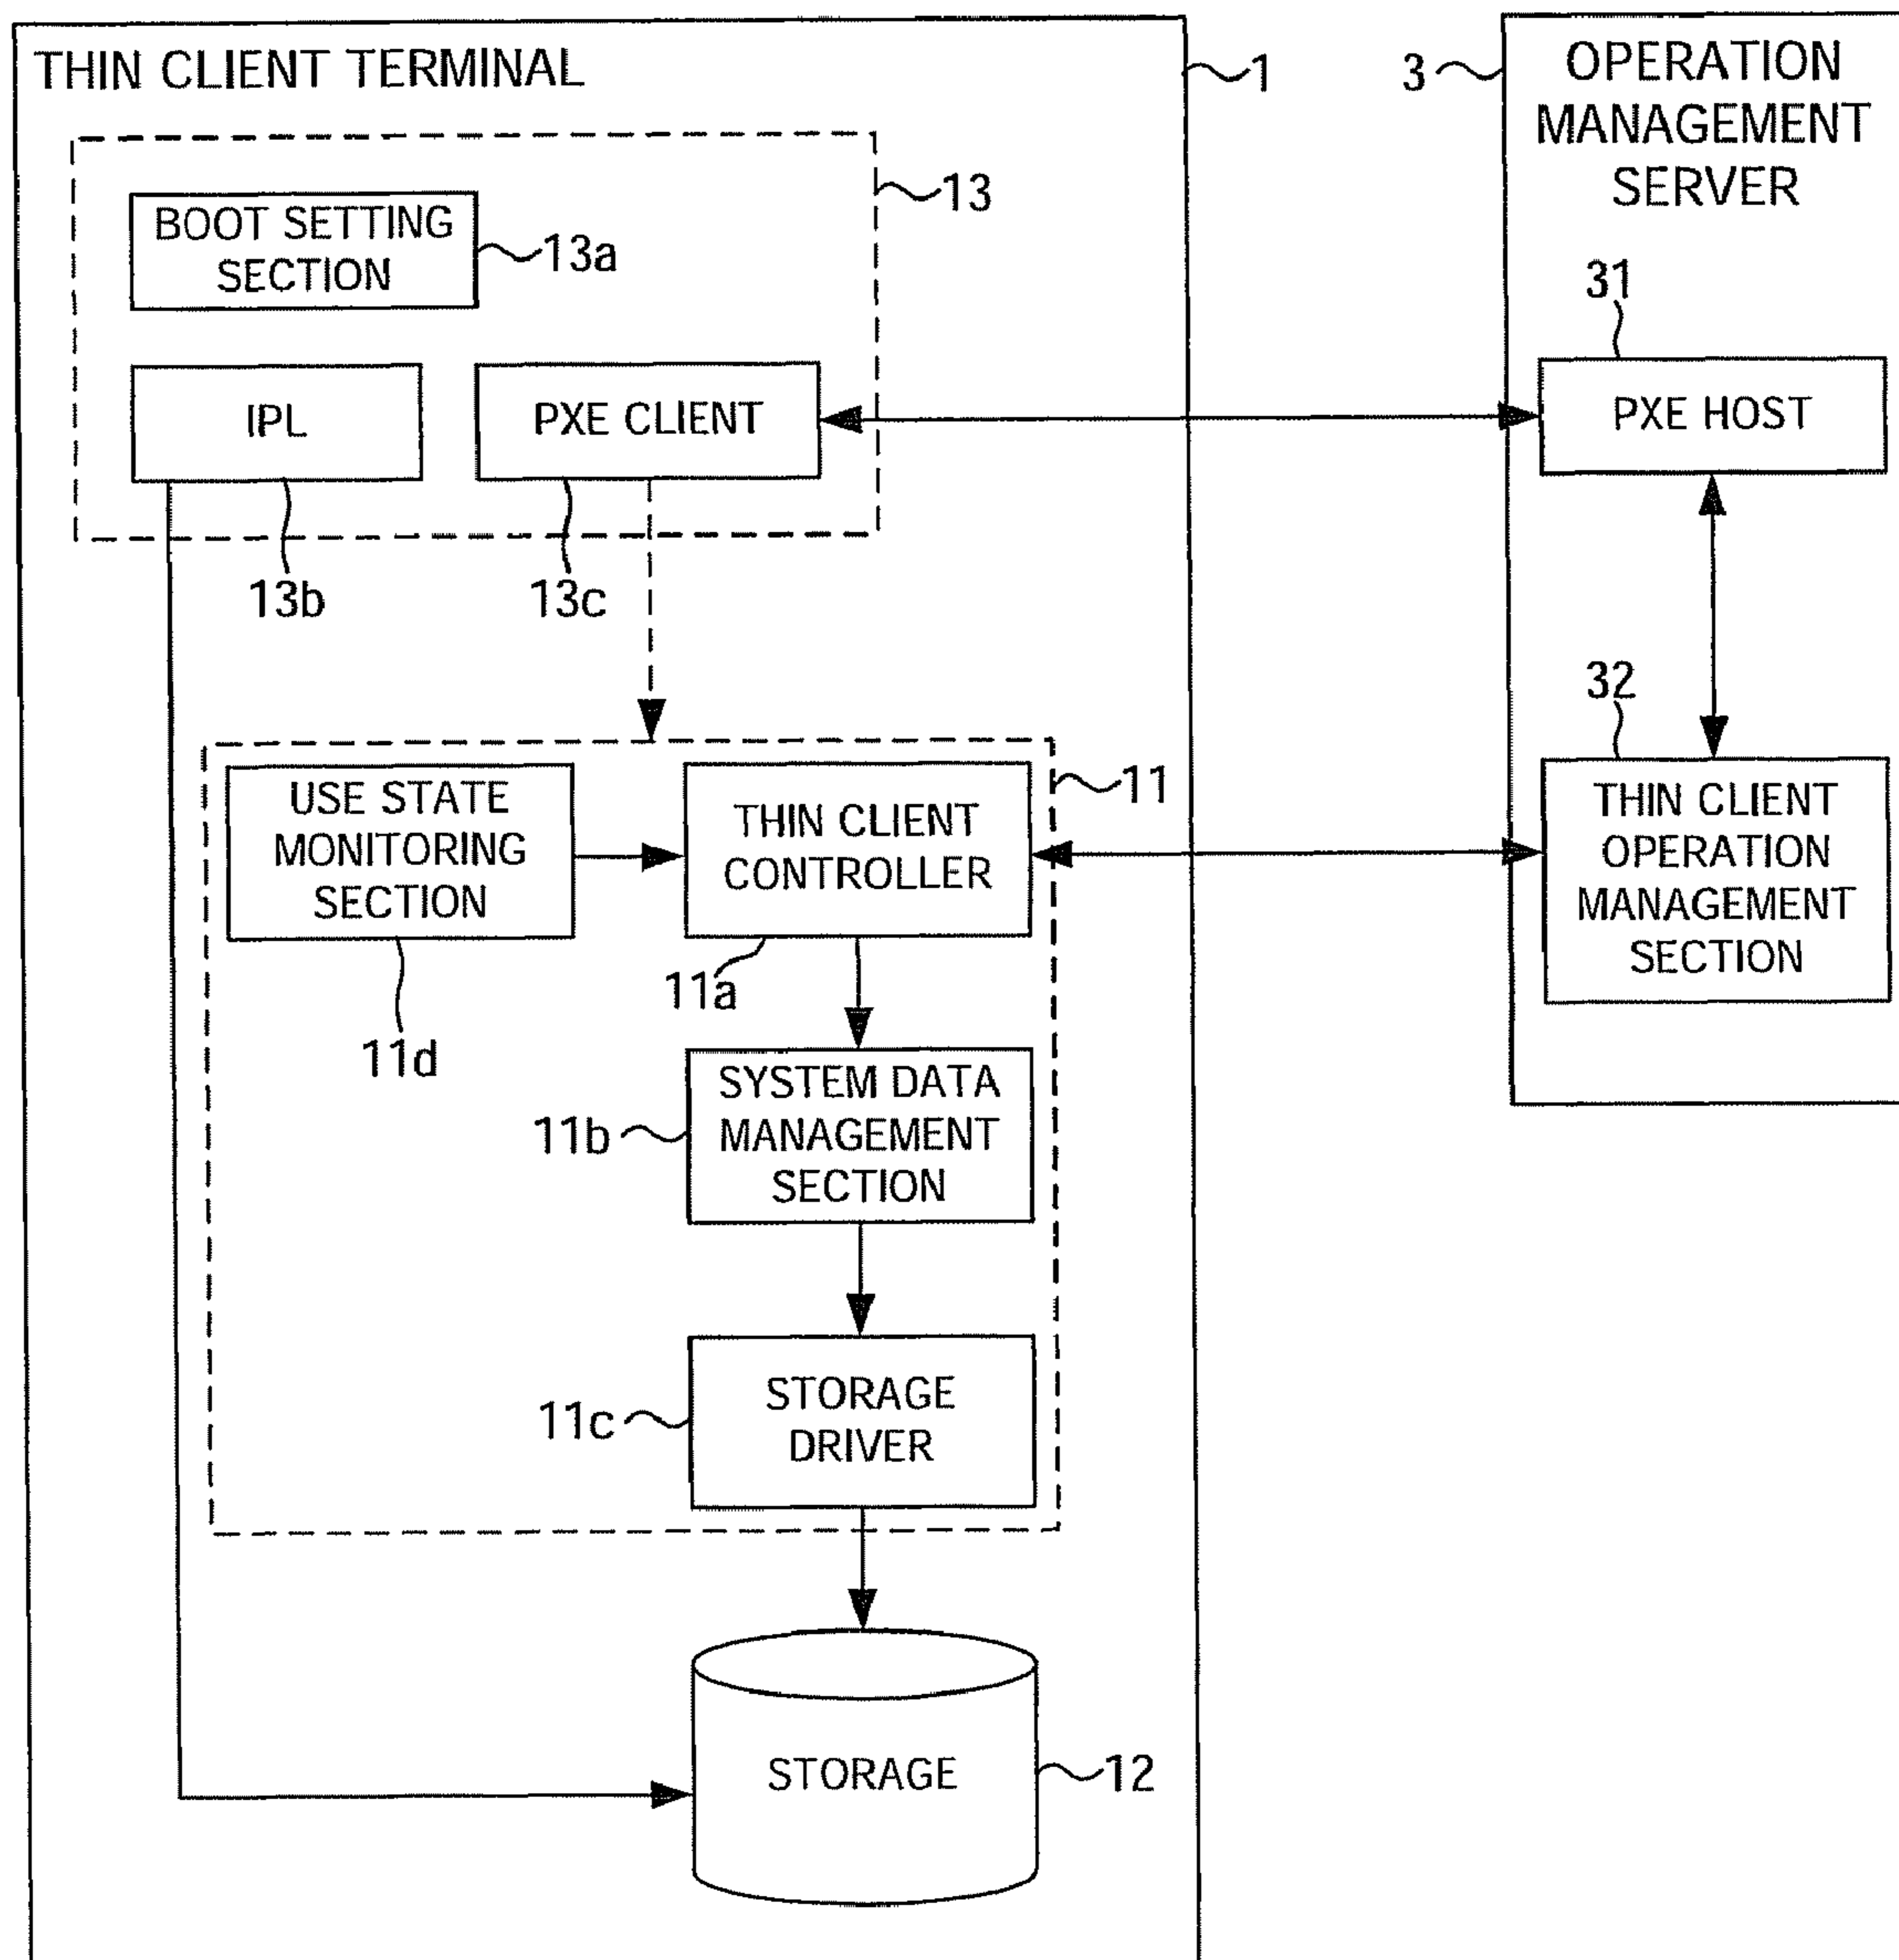 THIN CLIENT TERMINAL
1
13
BOOT SETTING
SECTION
13a
IPL
13b
PXE CLIENT
13c
11
USE STATE
MONITORING
SECTION
11d
THIN CLIENT
CONTROLLER
11a
SYSTEM DATA
MANAGEMENT
SECTION
11b
STORAGE
DRIVER
11c
STORAGE
12
3
OPERATION
MANAGEMENT
SERVER
31
PXE HOST
32
THIN CLIENT
OPERATION
MANAGEMENT
SECTION